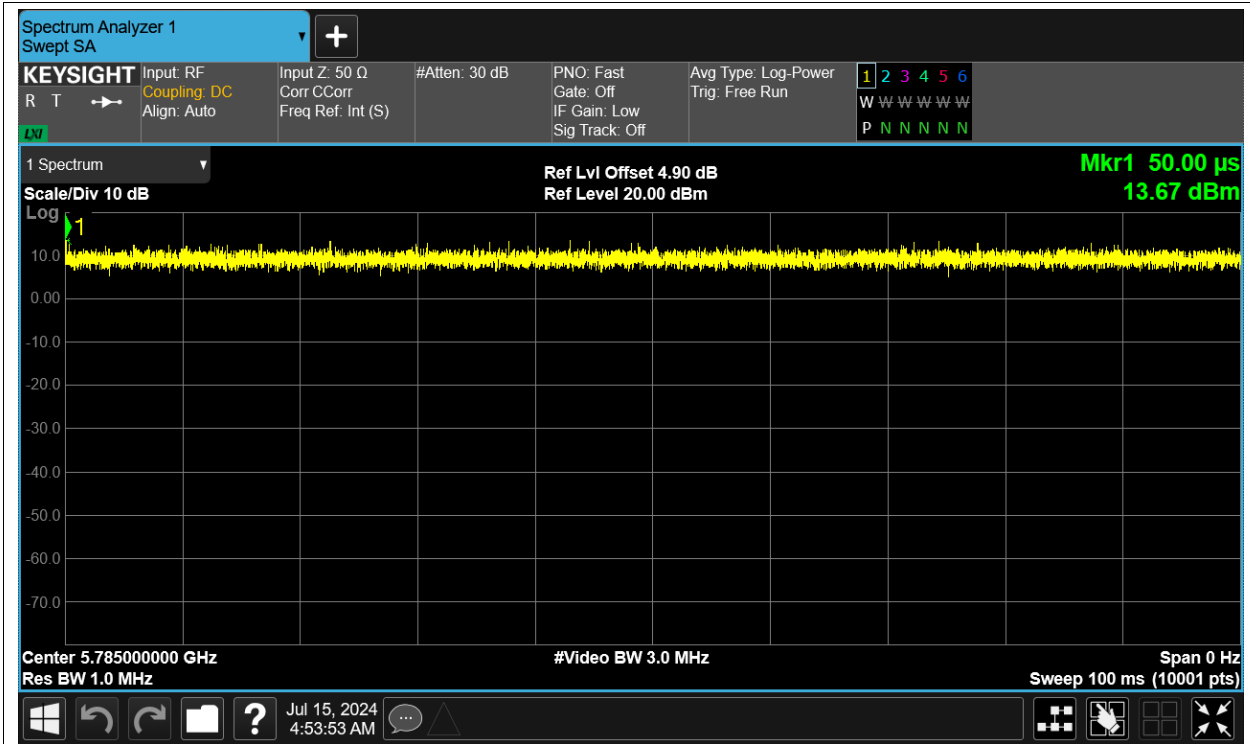 Spectrum Analyzer 1
Swept SA
KEYSIGHT
R T
LXI
Input: RF
Coupling: DC
Align: Auto
Input Z: 50 Ω
Corr CCorr
Freq Ref: Int (S)
#Atten: 30 dB
PNO: Fast
Gate: Off
IF Gain: Low
Sig Track: Off
Avg Type: Log-Power
Trig: Free Run
1 2 3 4 5 6
W W W W W W
P N N N N N
1 Spectrum
Scale/Div 10 dB
Ref Lvl Offset 4.90 dB
Ref Level 20.00 dBm
Mkr1 50.00 µs
13.67 dBm
Log
1
10.0
0.00
-10.0
-20.0
-30.0
-40.0
-50.0
-60.0
-70.0
Center 5.785000000 GHz
Res BW 1.0 MHz
#Video BW 3.0 MHz
Span 0 Hz
Sweep 100 ms (10001 pts)
?
Jul 15, 2024
4:53:53 AM